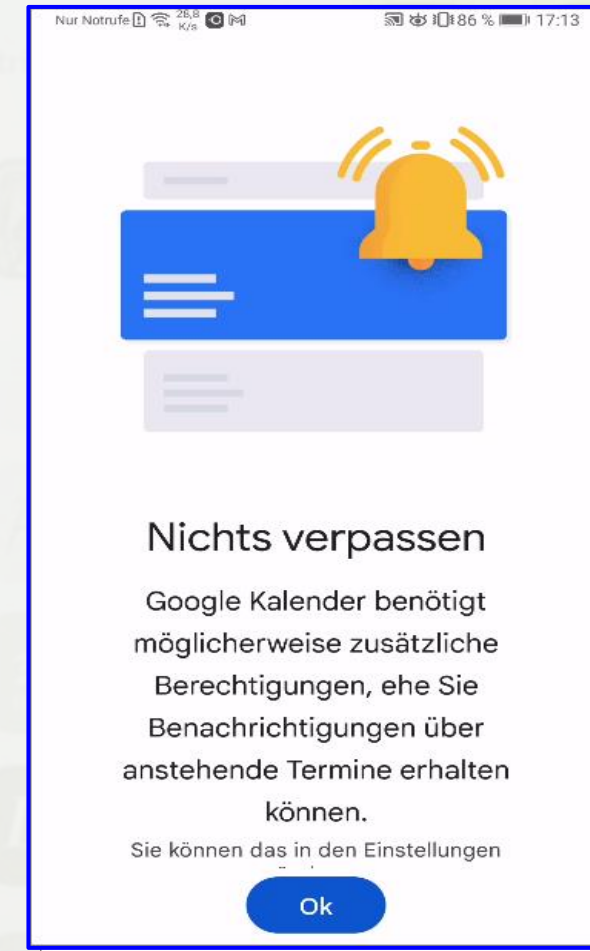 Nur Notrufe 28,8 K/s 86 % 17:13
Nichts verpassen
Google Kalender benötigt
möglicherweise zusätzliche
Berechtigungen, ehe Sie
Benachrichtigungen über
anstehende Termine erhalten
können.
Sie können das in den Einstellungen
Ok